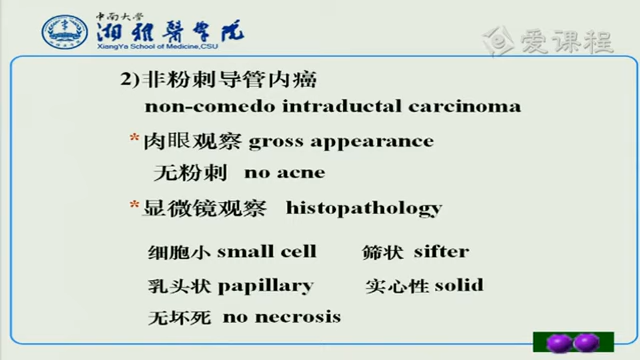 中南大学
湘雅醫学院
XiangYa School of Medicine,CSU
爱课程
2)非粉刺导管内癌
non-comedo intraductal carcinoma
*肉眼观察 gross appearance
无粉刺 no acne
*显微镜观察 histopathology
细胞小 small cell 筛状 sifter
乳头状 papillary 实心性 solid
无坏死 no necrosis